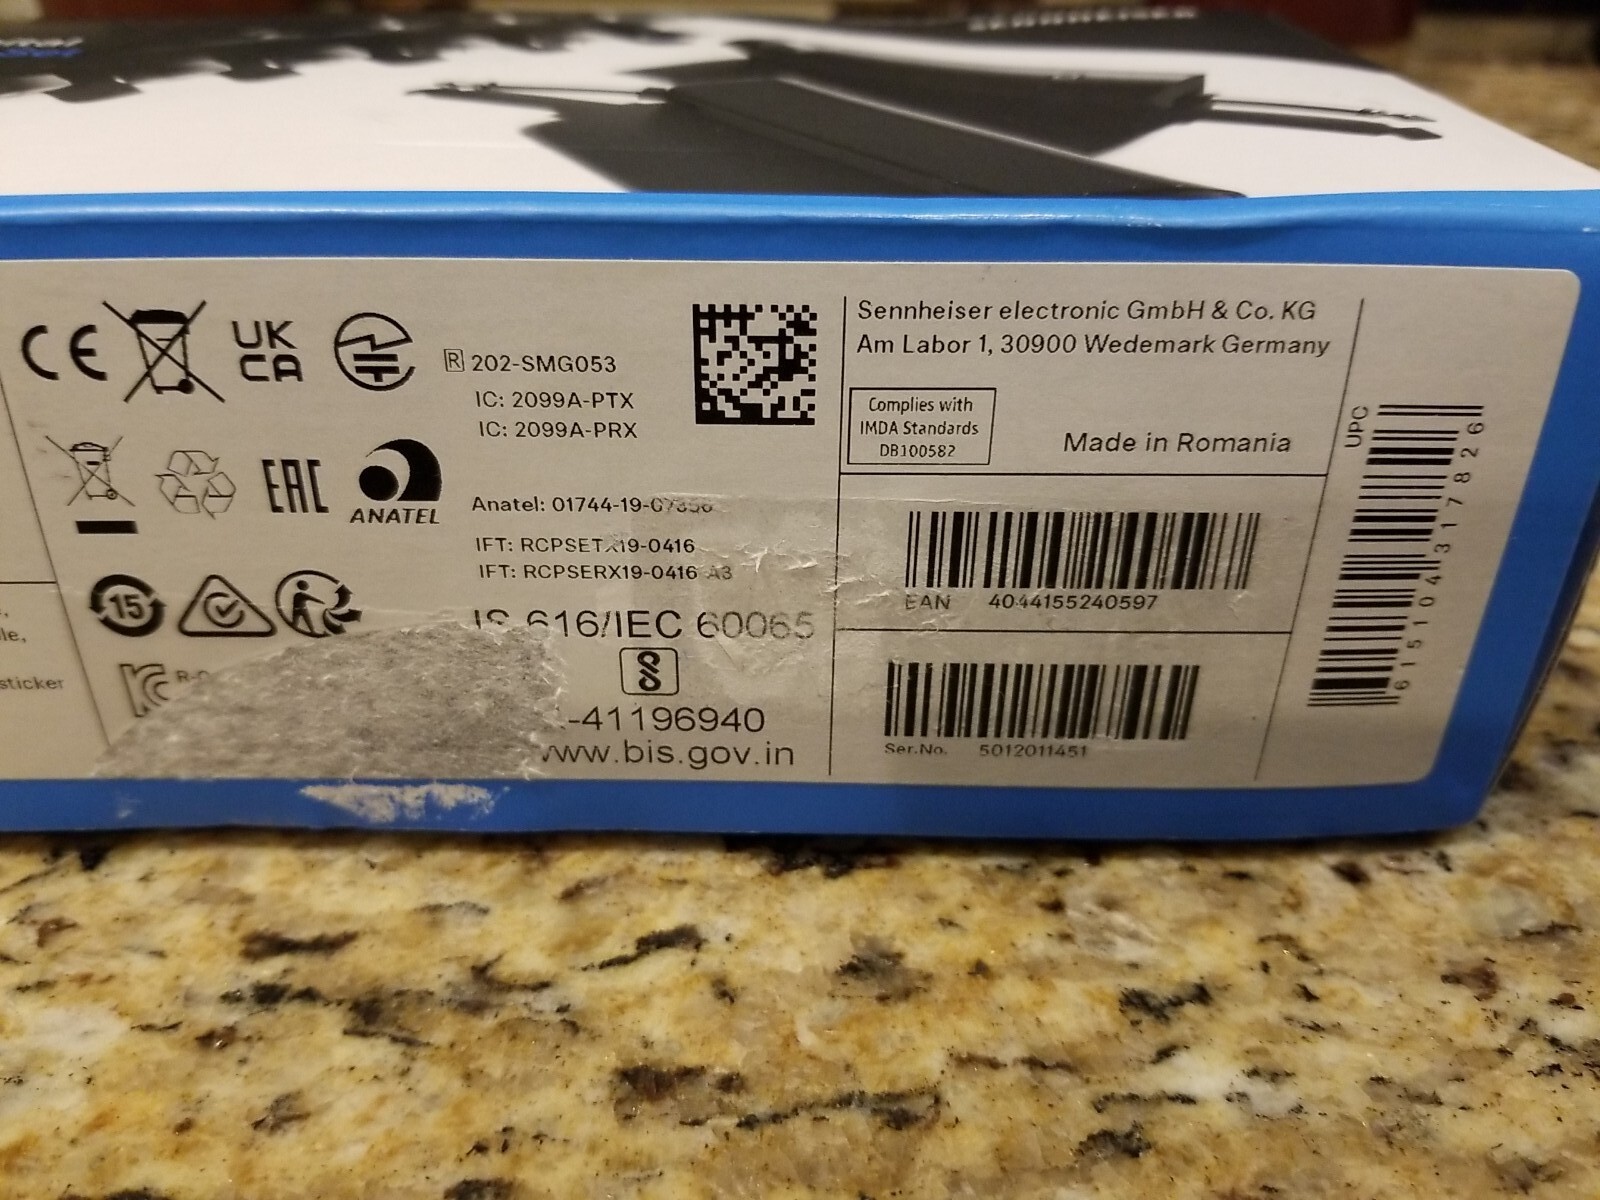 SENNHEISER
CE
UK
CA
R 202-SMG053
IC: 2099A-PTX
IC: 2099A-PRX
Sennheiser electronic GmbH & Co. KG
Am Labor 1, 30900 Wedemark Germany
Complies with
IMDA Standards
DB100582
Made in Romania
UPC
615104317826
EAC
ANATEL
Anatel: 01744-19-07356
IFT: RCPSETX19-0416
IFT: RCPSERX19-0416 A3
EAN 4044155240597
15
IS 616/IEC 60065
-41196940
www.bis.gov.in
Ser.No. 5012011451
sticker